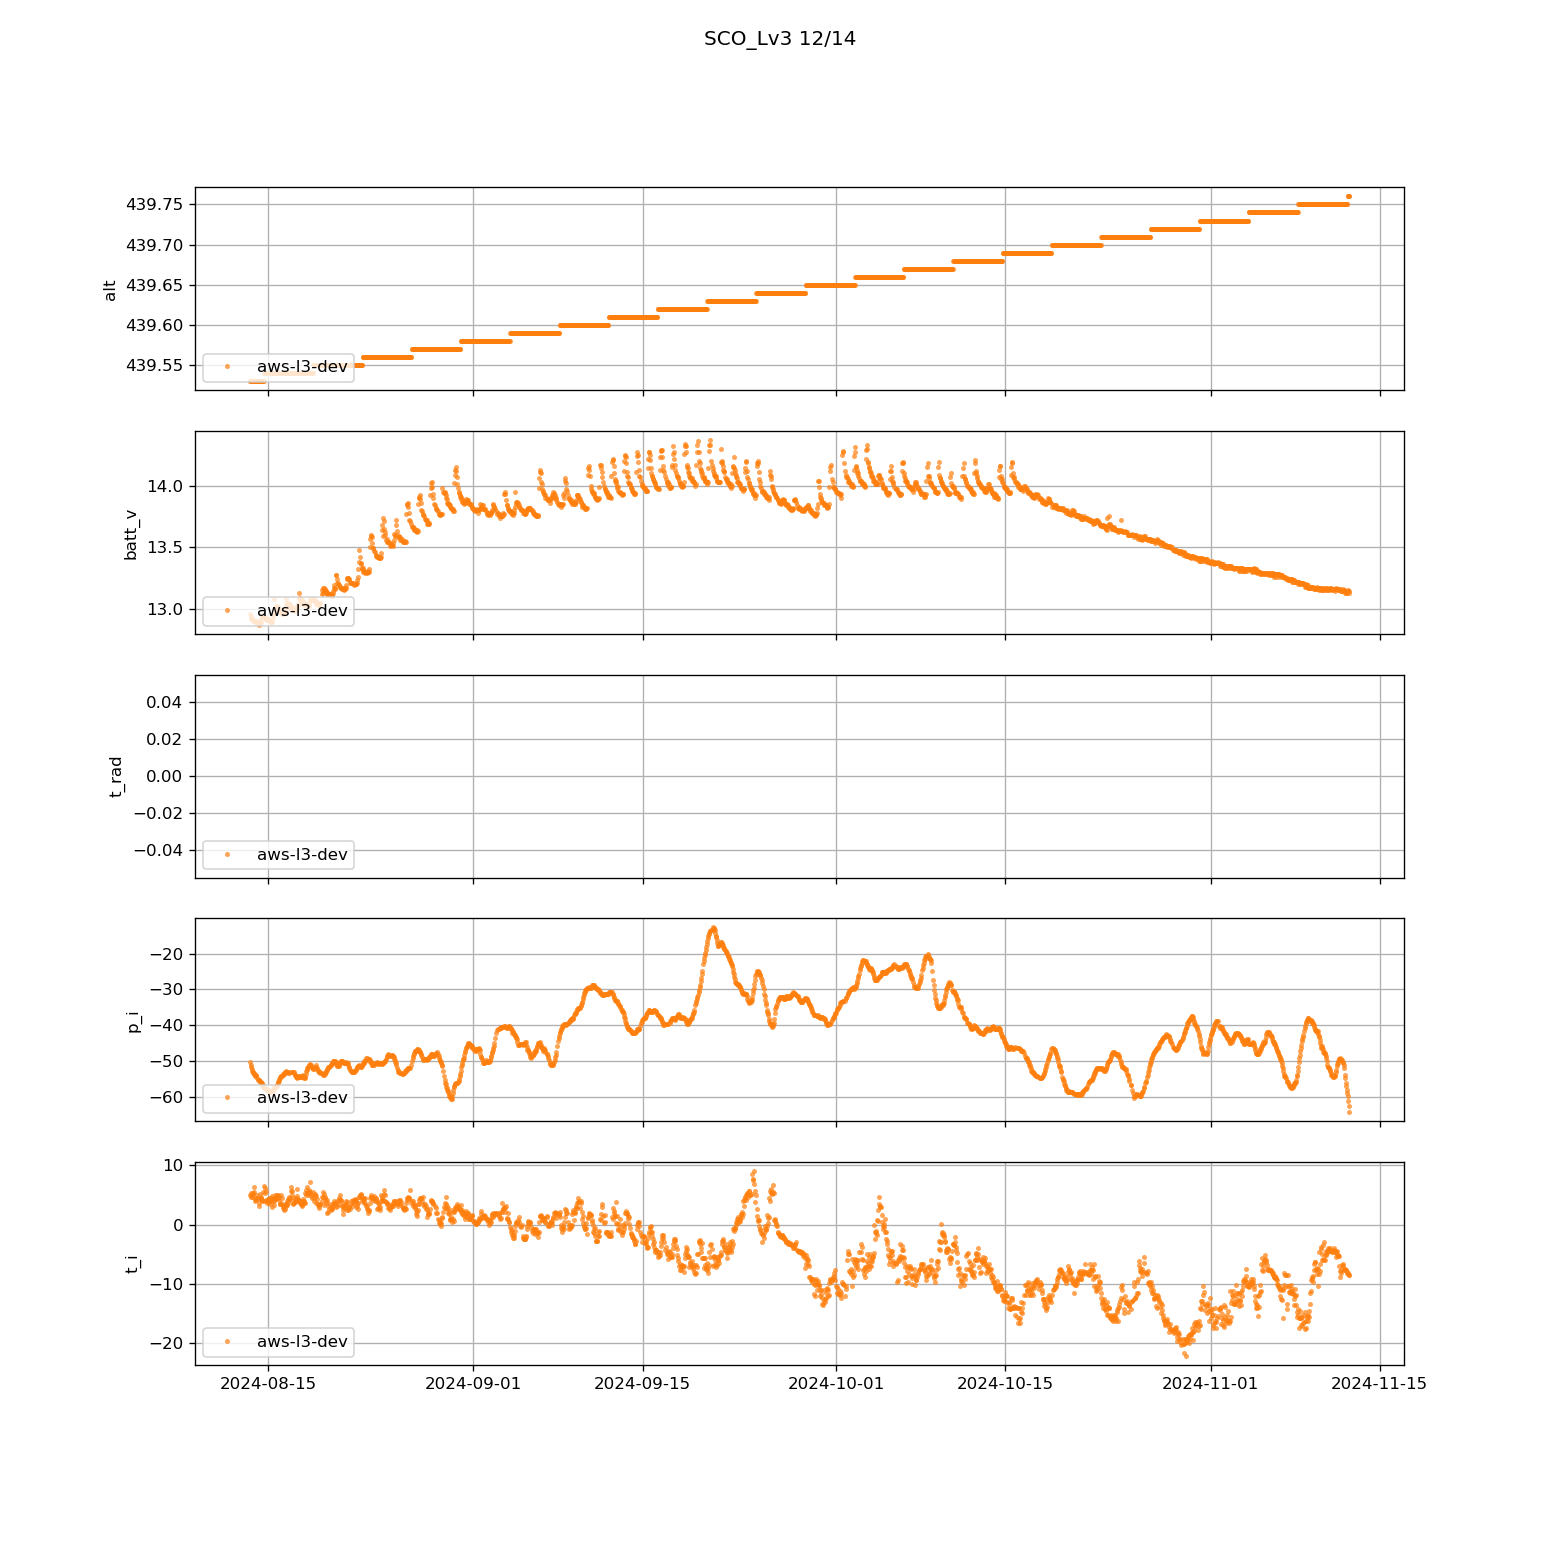 SCO_Lv3 12/14
439.75
439.70
439.65
439.60
439.55
alt
aws-l3-dev
14.0
13.5
13.0
batt_v
aws-l3-dev
0.04
0.02
0.00
−0.02
−0.04
t_rad
aws-l3-dev
−20
−30
−40
−50
−60
p_i
aws-l3-dev
10
0
−10
−20
t_i
aws-l3-dev
2024-08-15 2024-09-01 2024-09-15 2024-10-01 2024-10-15 2024-11-01 2024-11-15